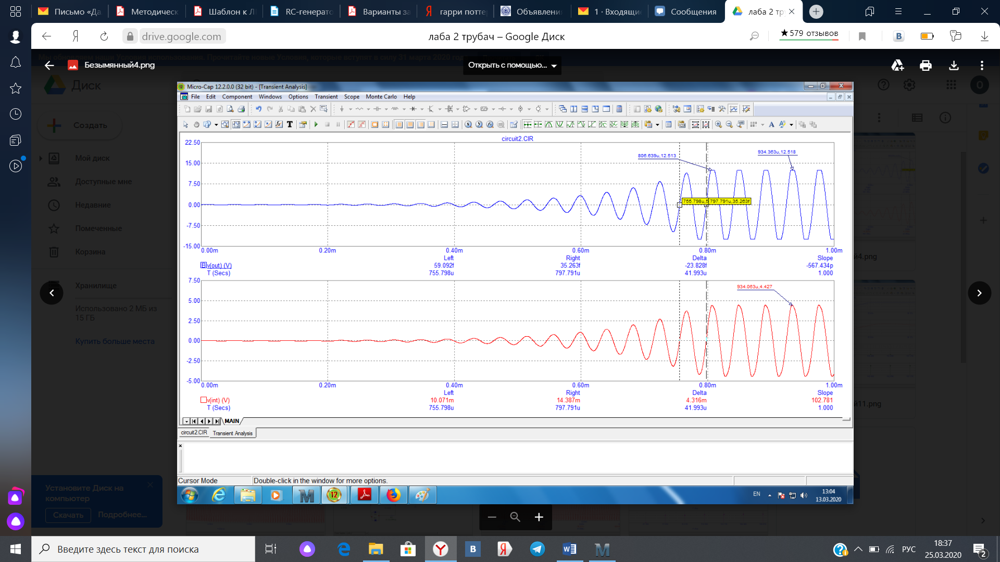 Письмо «Да
Методическ
Шаблон к Л
RC-генерато
Варианты за
гарри потте
Объявления
1 · Входящи
Сообщения
лаба 2 тру
drive.google.com
лаба 2 трубач – Google Диск
★579 отзывов
Мы обновляем наши Условия использования. Прочитайте новые Условия, которые вступят в силу 31 марта 2020 года
Безымянный4.png
Открыть с помощью...
Диск
Создать
Мой диск
Доступные мне
Недавние
Помеченные
Корзина
Хранилище
Использовано 2 МБ из
15 ГБ
Купить больше места
Установите Диск на
компьютер
Скачать
Подробнее...
Micro-Cap 12.2.0.0 (32 bit) - [Transient Analysis]
File Edit Component Windows Options Transient Scope Monte Carlo Help
circuit2.CIR
22.50
15.00
7.50
0.00
-7.50
-15.00
806.639u,12.513
934.363u,12.518
755.798u,5
797.791u,35.263f
0.00m 0.20m 0.40m 0.60m 0.80m 1.00m
Left Right Delta Slope
B v(out) (V) 59.092f 35.263f -23.828f -567.434p
T (Secs) 755.798u 797.791u 41.993u 1.000
7.50
5.00
2.50
0.00
-2.50
-5.00
934.063u,4.427
0.00m 0.20m 0.40m 0.60m 0.80m 1.00m
Left Right Delta Slope
v(int) (V) 10.071m 14.387m 4.316m 102.781
T (Secs) 755.798u 797.791u 41.993u 1.000
MAIN
circuit2.CIR Transient Analysis
Cursor Mode Double-click in the window for more options.
EN
13:04
13.03.2020
й4.png
й11.png
Введите здесь текст для поиска
РУС
18:37
25.03.2020
2